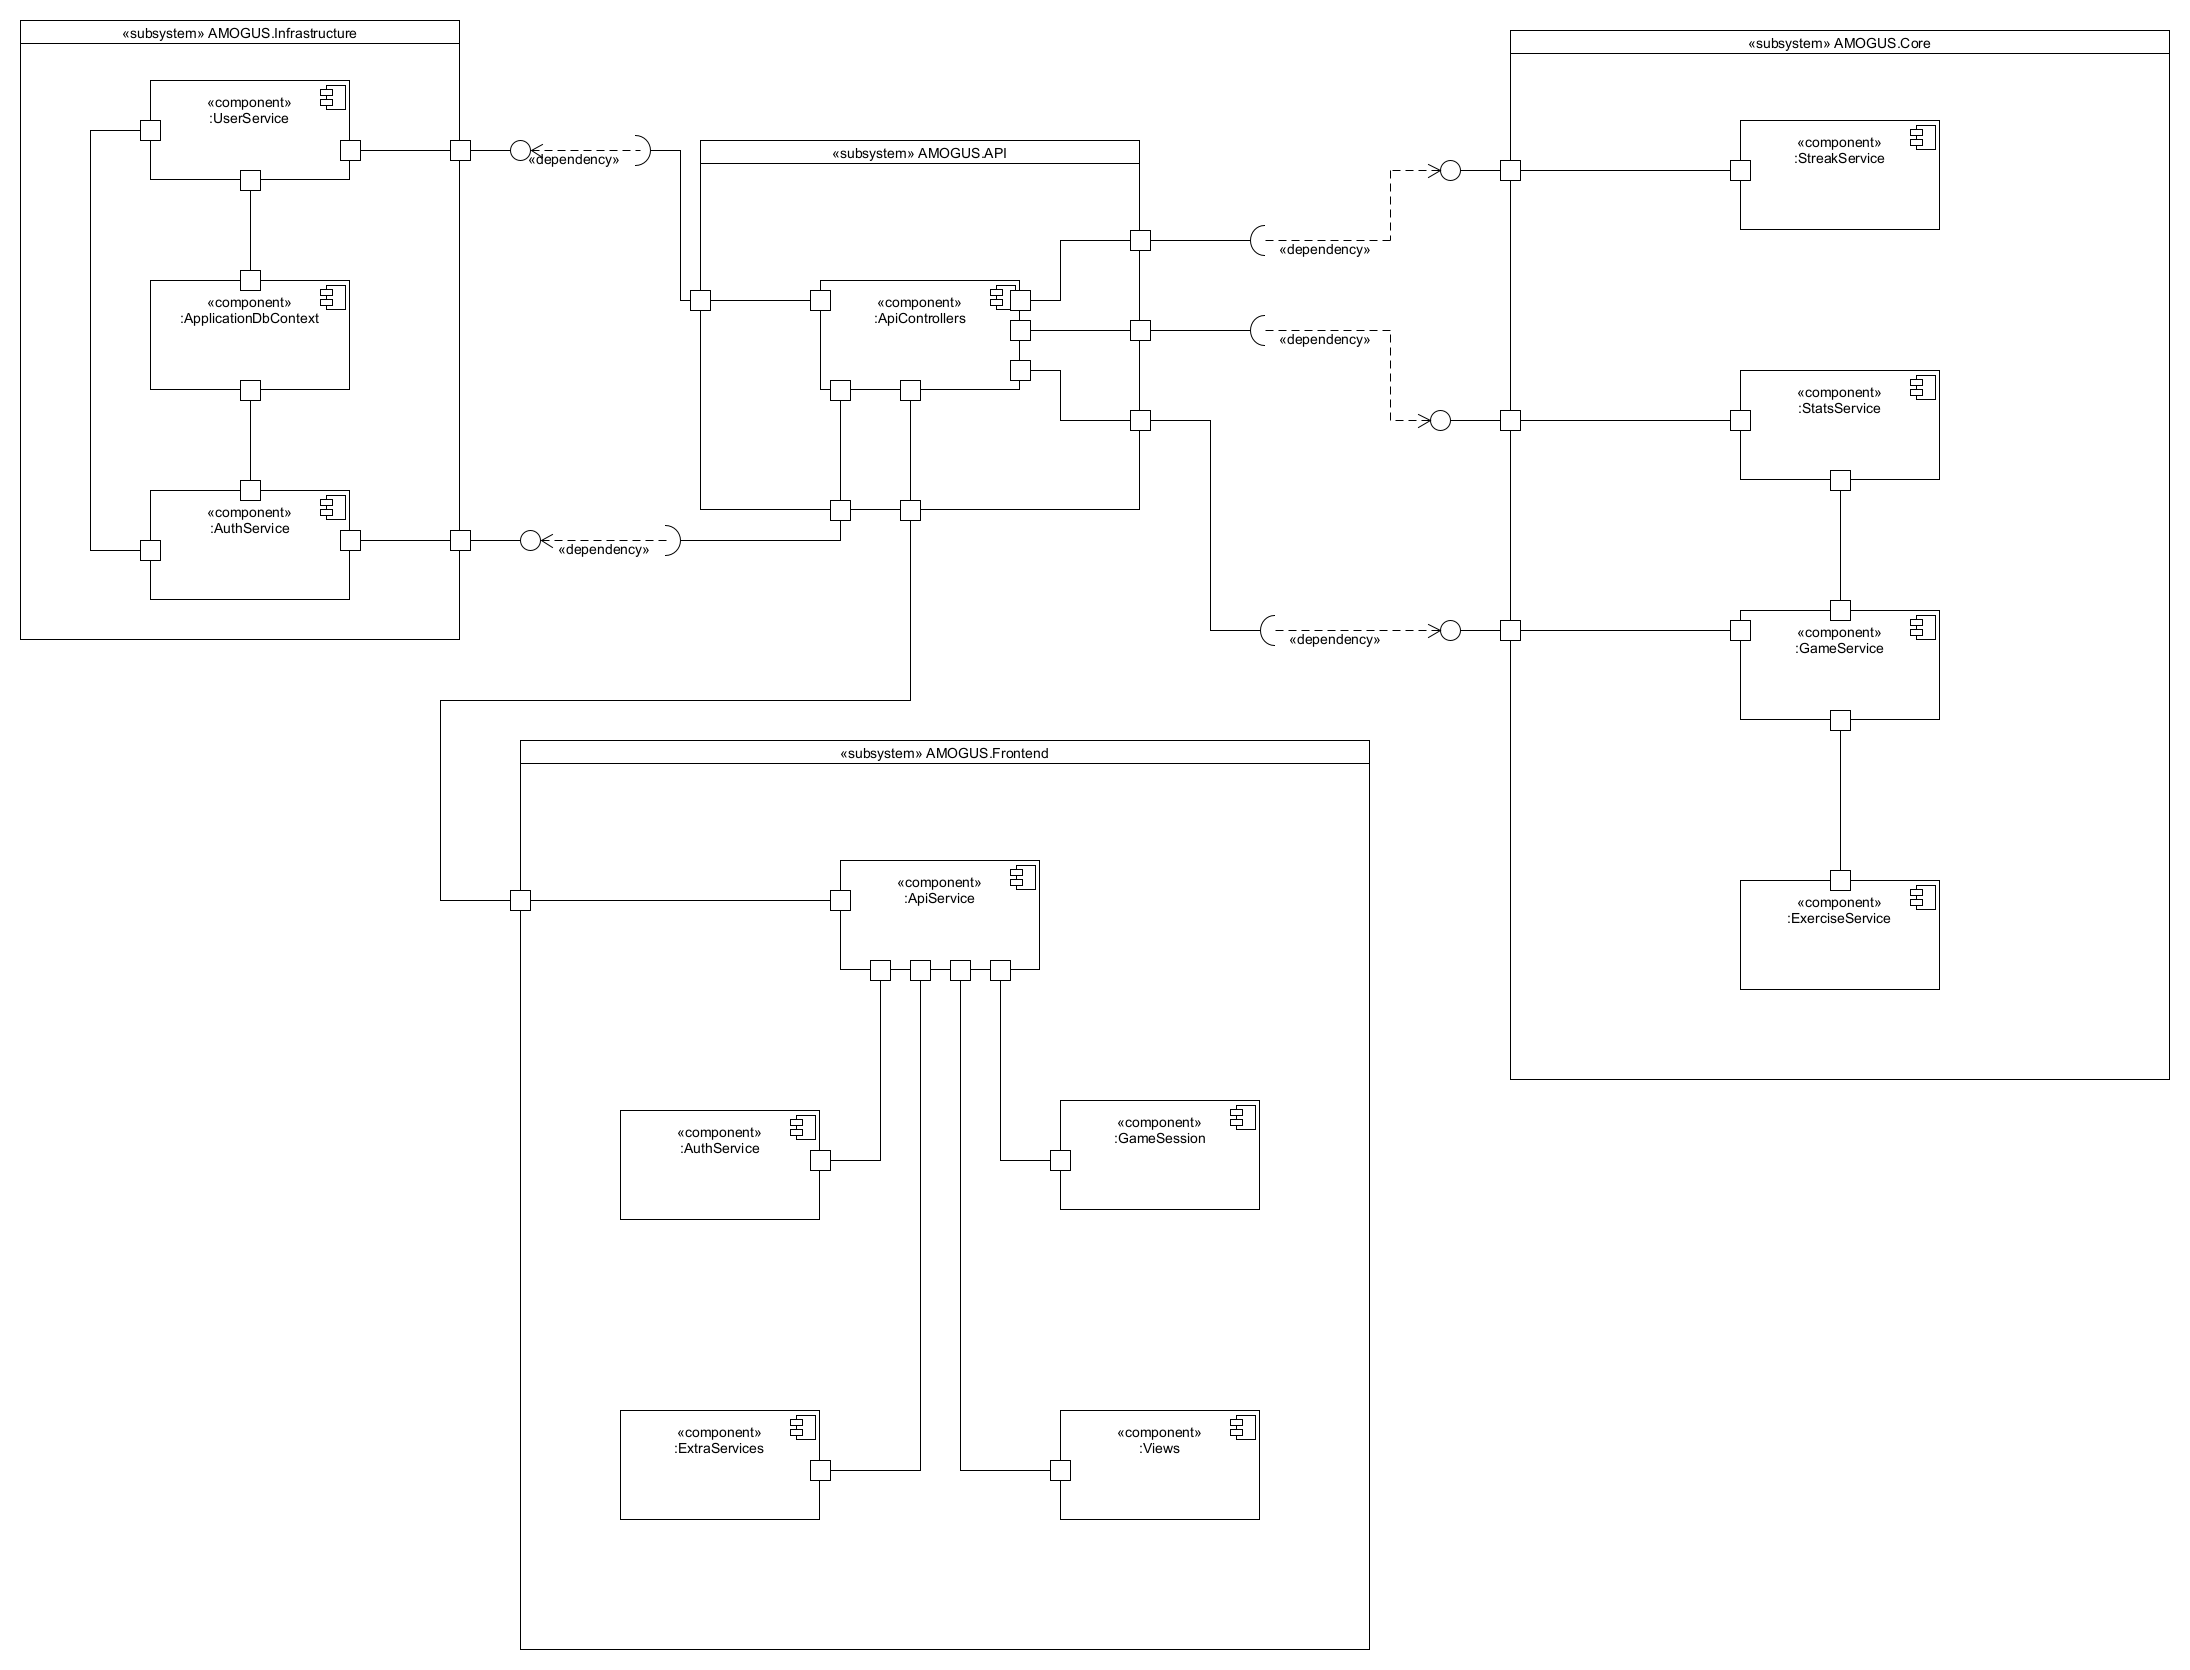 «subsystem» AMOGUS.Infrastructure
«component»
:UserService
«component»
:ApplicationDbContext
«component»
:AuthService
«dependency»
«dependency»
«subsystem» AMOGUS.API
«component»
:ApiControllers
«dependency»
«dependency»
«dependency»
«subsystem» AMOGUS.Core
«component»
:StreakService
«component»
:StatsService
«component»
:GameService
«component»
:ExerciseService
«subsystem» AMOGUS.Frontend
«component»
:ApiService
«component»
:AuthService
«component»
:GameSession
«component»
:ExtraServices
«component»
:Views